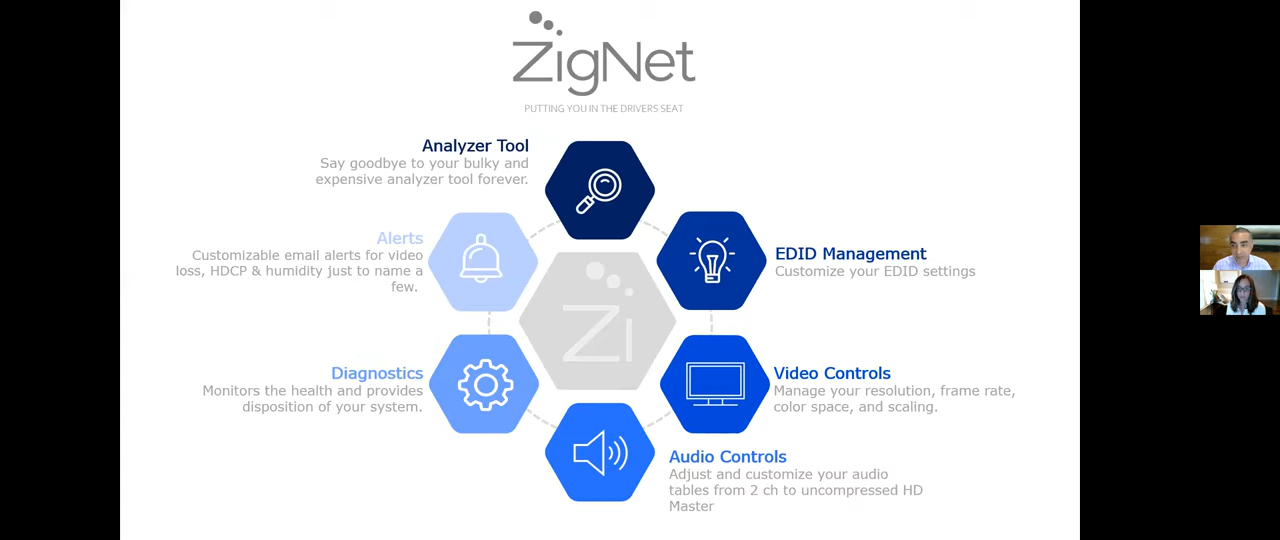 ZigNet
PUTTING YOU IN THE DRIVERS SEAT
Analyzer Tool
Say goodbye to your bulky and
expensive analyzer tool forever.
Alerts
Customizable email alerts for video
loss, HDCP & humidity just to name a
few.
EDID Management
Customize your EDID settings
Zi
Diagnostics
Monitors the health and provides
disposition of your system.
Video Controls
Manage your resolution, frame rate,
color space, and scaling.
Audio Controls
Adjust and customize your audio
tables from 2 ch to uncompressed HD
Master